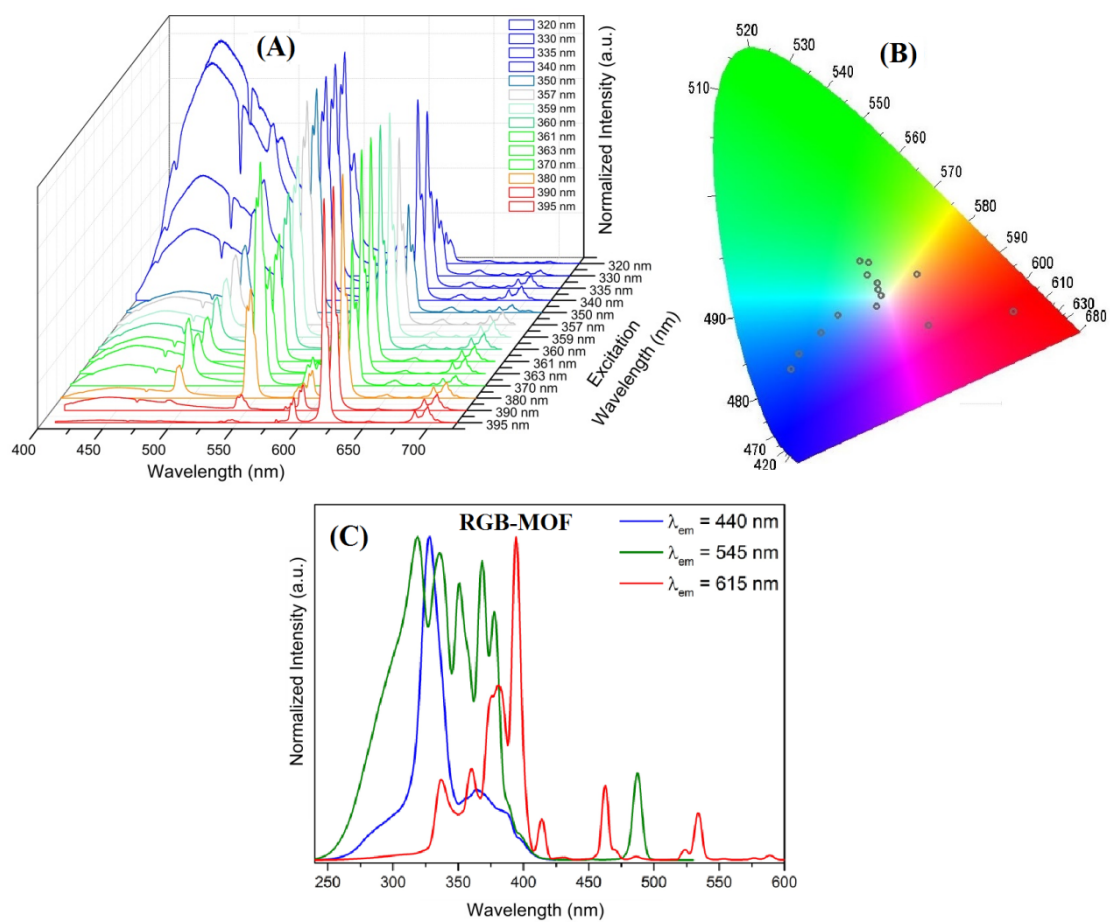 (A)
320 nm
330 nm
335 nm
340 nm
350 nm
357 nm
359 nm
360 nm
361 nm
363 nm
370 nm
380 nm
390 nm
395 nm
Normalized Intensity (a.u.)
320 nm
330 nm
335 nm
340 nm
350 nm
357 nm
359 nm
360 nm
361 nm
363 nm
370 nm
380 nm
390 nm
395 nm
Excitation
Wavelength (nm)
400
450
500
550
600
650
700
Wavelength (nm)
(B)
520
530
540
550
560
570
580
590
600
610
630
680
510
490
480
470
420
(C)
RGB-MOF
λem = 440 nm
λem = 545 nm
λem = 615 nm
Normalized Intensity (a.u.)
250 300 350 400 450 500 550 600
Wavelength (nm)